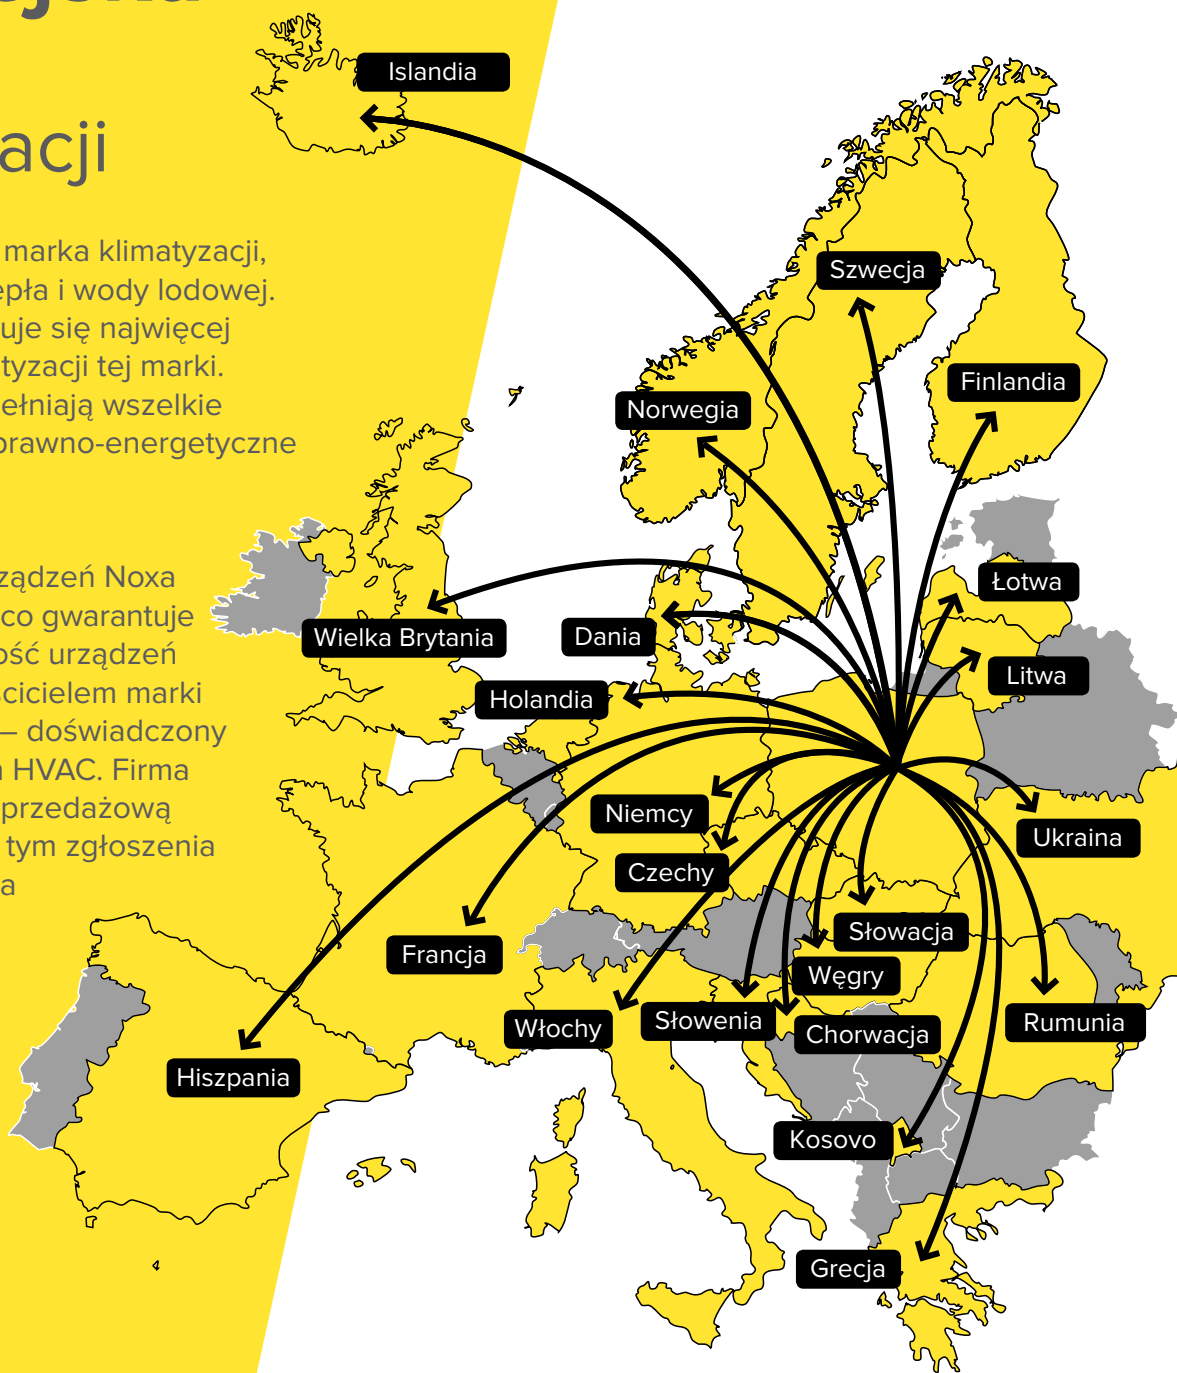 acji
marka klimatyzacji,
epła i wody lodowej.
uje się najwięcej
tyzacji tej marki.
ełniają wszelkie
prawno-energetyczne
ządzeń Noxa
co gwarantuje
ość urządzeń
ścicielem marki
– doświadczony
HVAC. Firma
przedażową
tym zgłoszenia
a
Islandia
Szwecja
Finlandia
Norwegia
Łotwa
Wielka Brytania
Dania
Litwa
Holandia
Niemcy
Ukraina
Czechy
Słowacja
Francja
Węgry
Włochy
Słowenia
Chorwacja
Rumunia
Hiszpania
Kosovo
Grecja